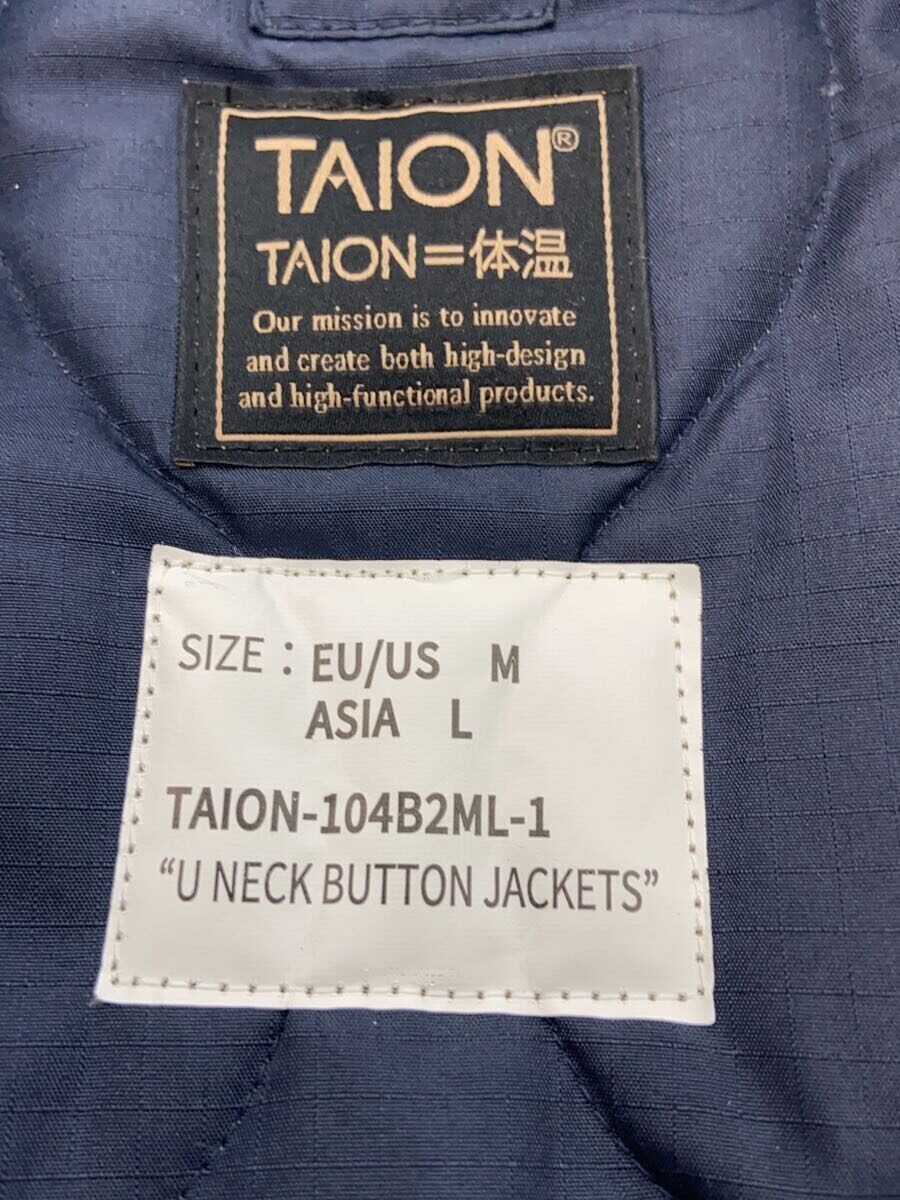 TAION®
TAION=体温
Our mission is to innovate
and create both high-design
and high-functional products.
SIZE : EU/US M
ASIA L
TAION-104B2ML-1
“U NECK BUTTON JACKETS”